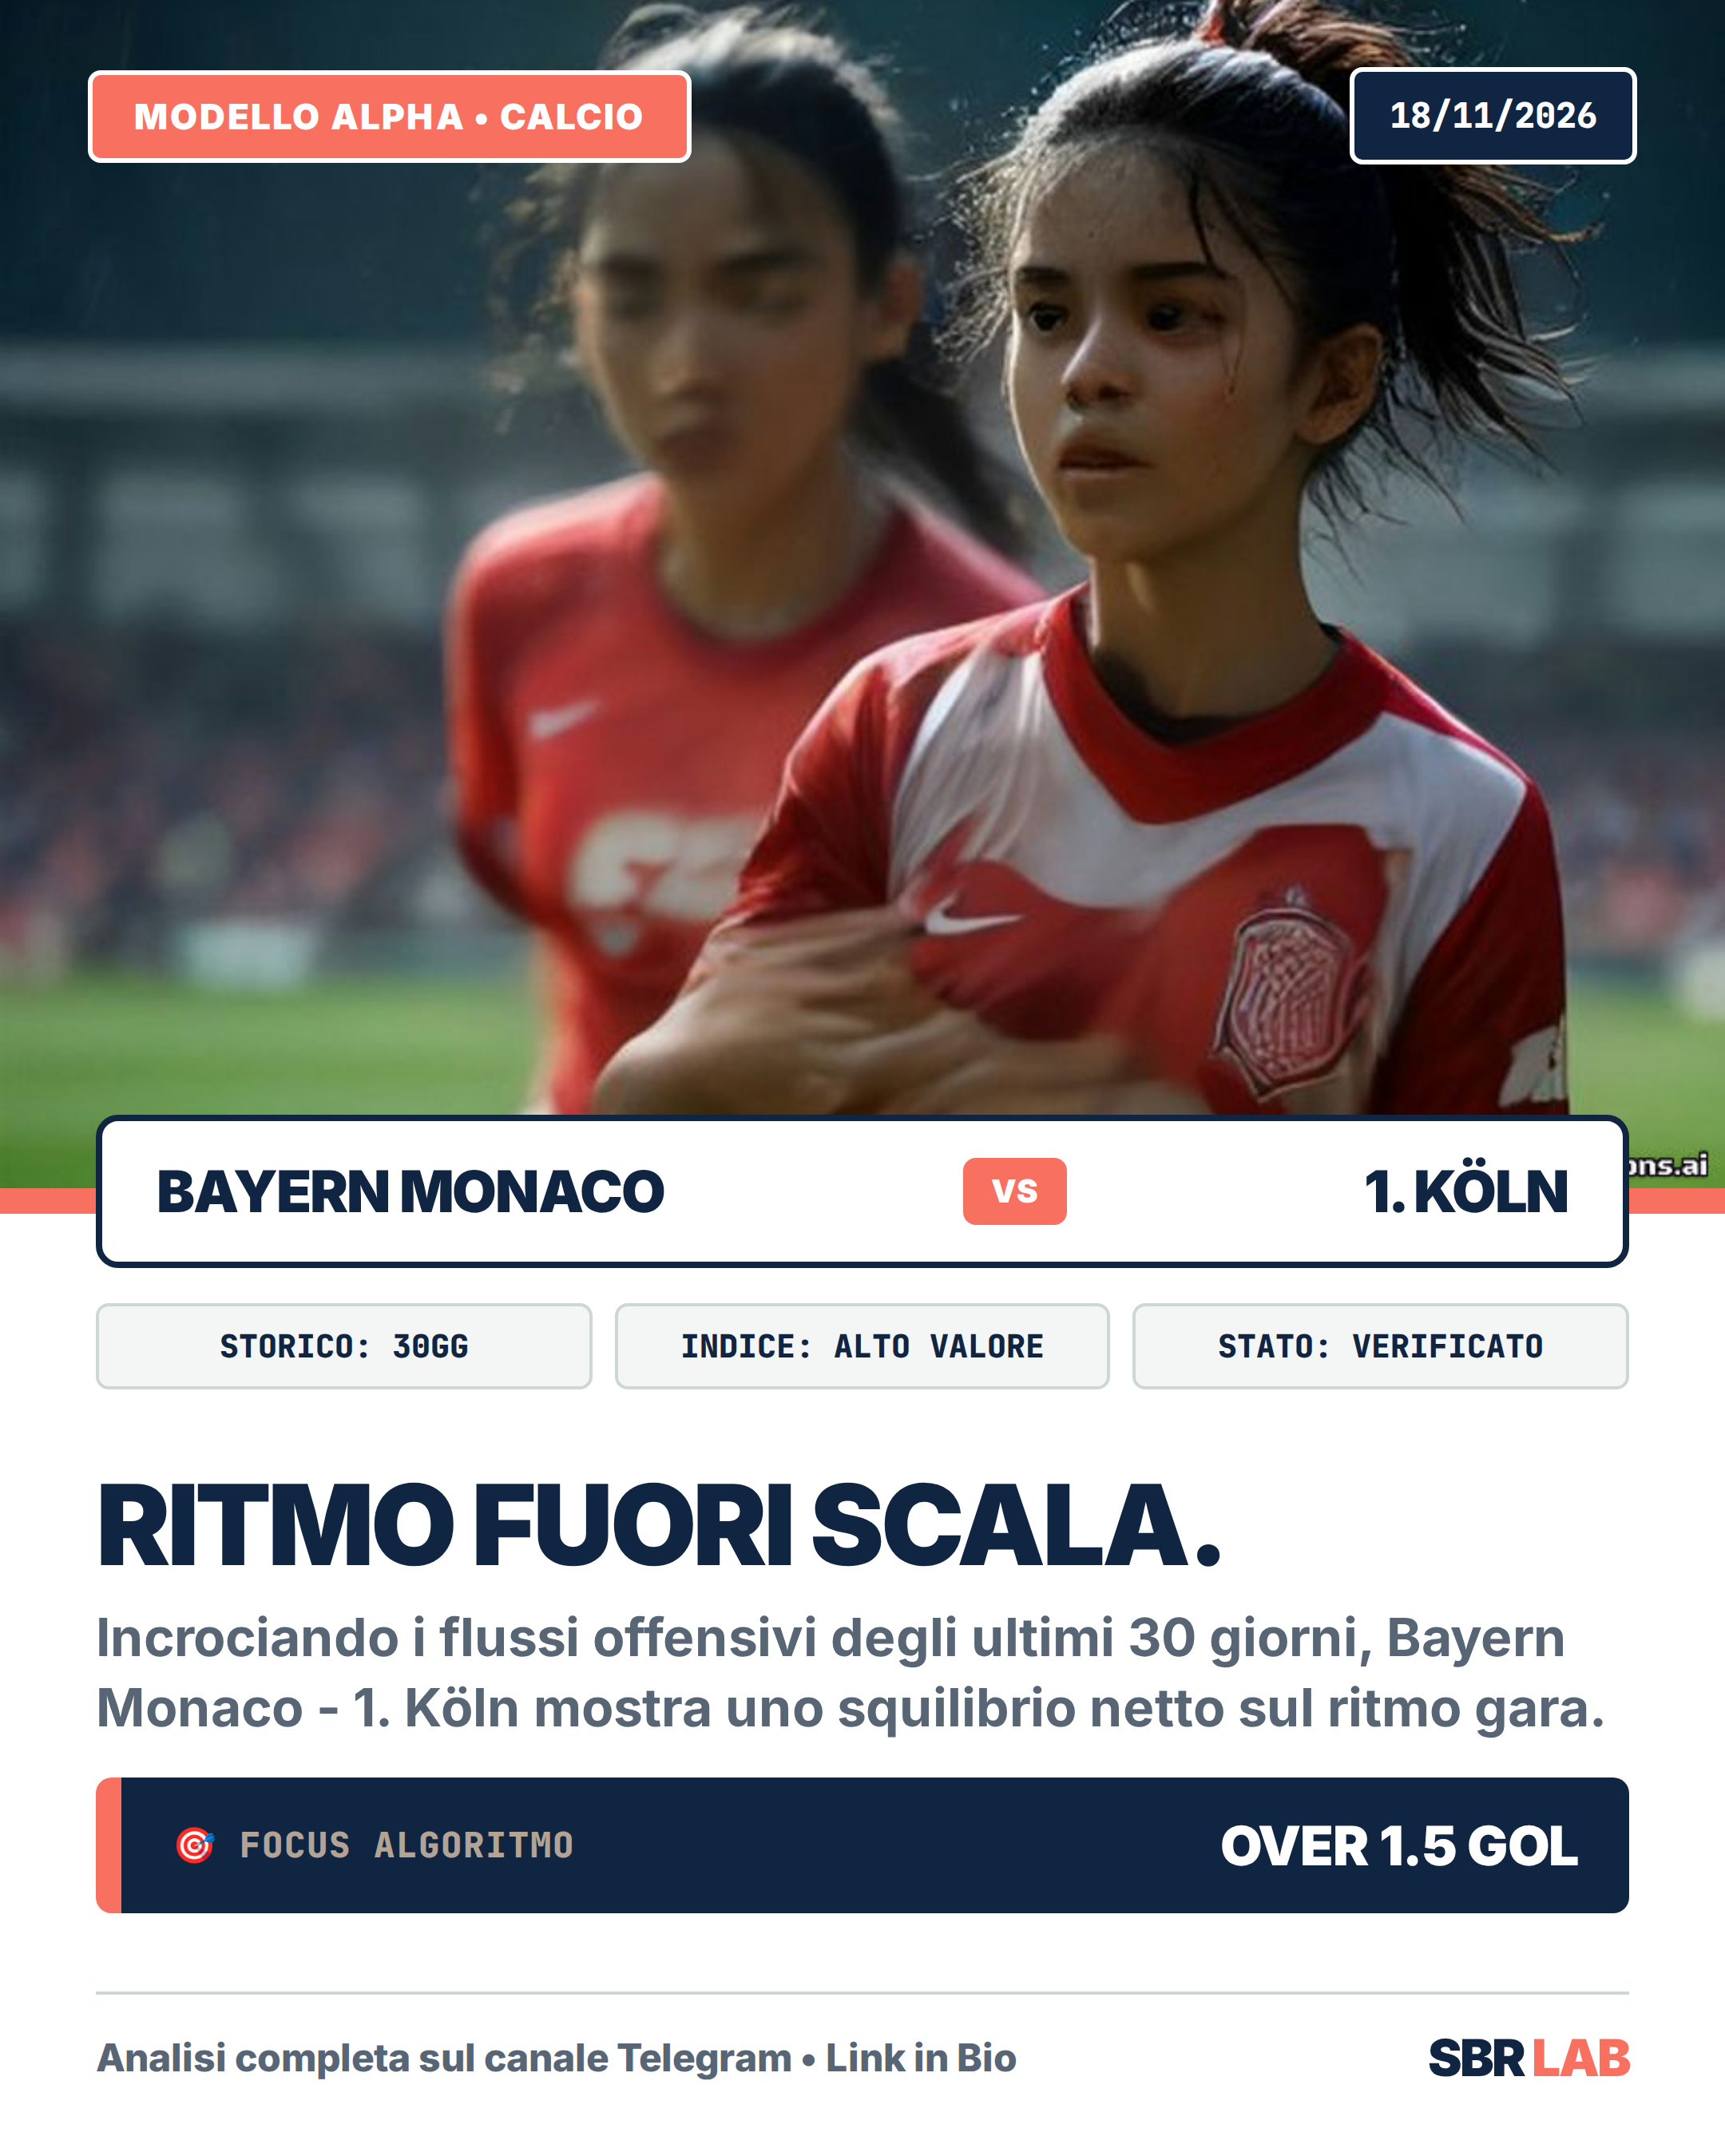 MODELLO ALPHA • CALCIO
18/11/2026
ons.ai
BAYERN MONACO
VS
1. KÖLN
STORICO: 30GG
INDICE: ALTO VALORE
STATO: VERIFICATO
RITMO FUORI SCALA.
Incrociando i flussi offensivi degli ultimi 30 giorni, Bayern
Monaco - 1. Köln mostra uno squilibrio netto sul ritmo gara.
🎯 FOCUS ALGORITMO
OVER 1.5 GOL
Analisi completa sul canale Telegram • Link in Bio
SBR LAB